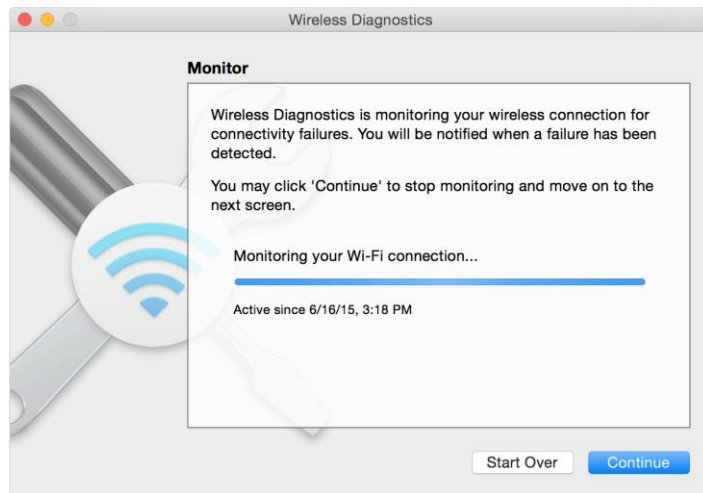 Wireless Diagnostics
Monitor
Wireless Diagnostics is monitoring your wireless connection for
connectivity failures. You will be notified when a failure has been
detected.
You may click 'Continue' to stop monitoring and move on to the
next screen.
Monitoring your Wi-Fi connection...
Active since 6/16/15, 3:18 PM
Start Over Continue